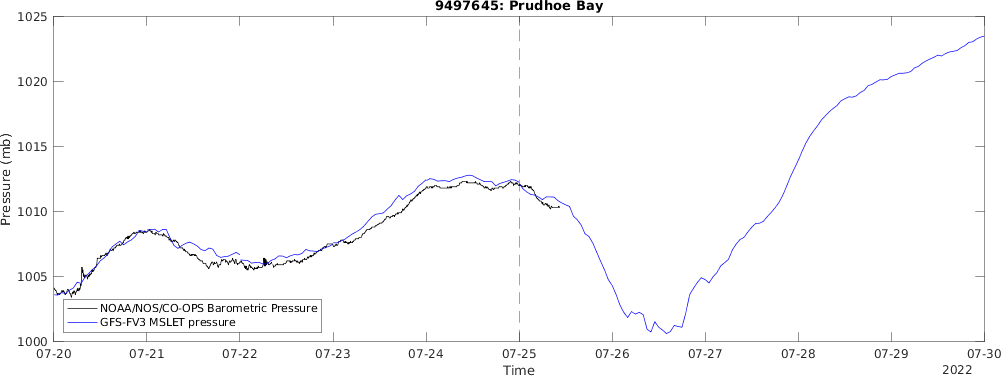 9497645: Prudhoe Bay
1025
1020
1015
1010
1005
1000
Pressure (mb)
NOAA/NOS/CO-OPS Barometric Pressure
GFS-FV3 MSLET pressure
07-20 07-21 07-22 07-23 07-24 07-25 07-26 07-27 07-28 07-29 07-30
Time
2022